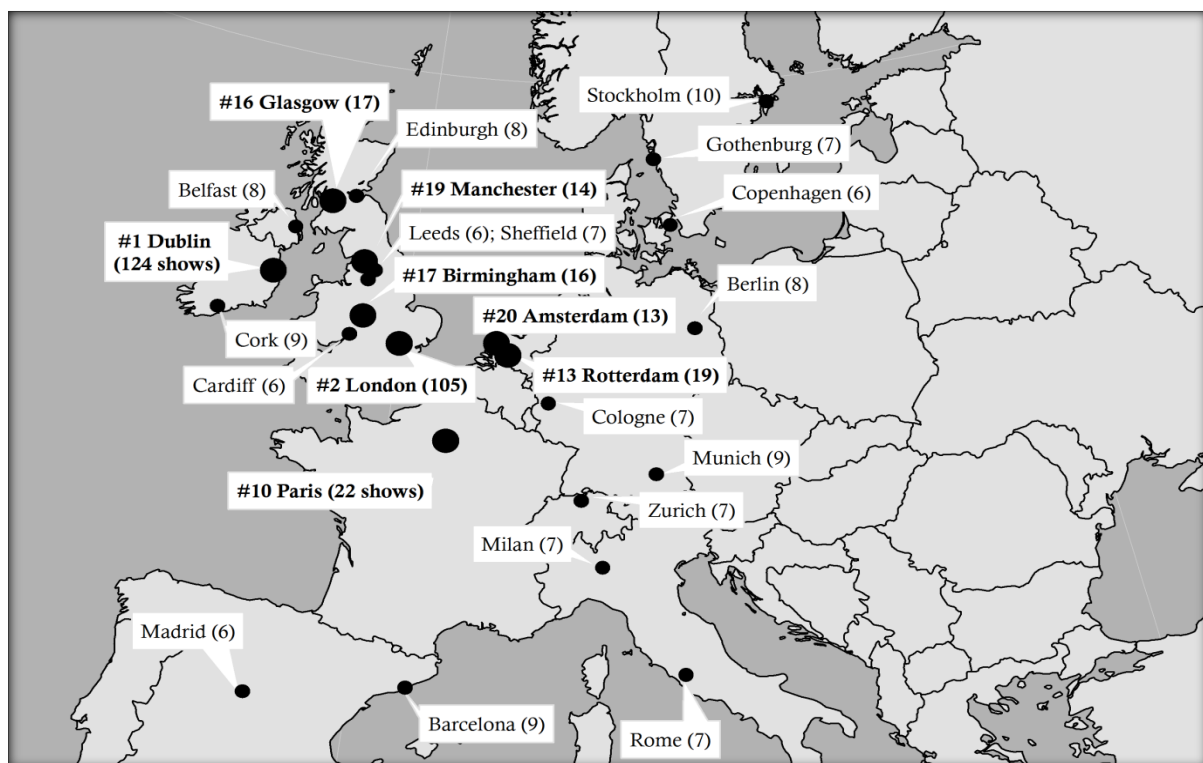 Stockholm (10)
#16 Glasgow (17)
Edinburgh (8)
Gothenburg (7)
Belfast (8)
#19 Manchester (14)
Copenhagen (6)
Leeds (6); Sheffield (7)
#1 Dublin
(124 shows)
#17 Birmingham (16)
Berlin (8)
#20 Amsterdam (13)
Cork (9)
Cardiff (6)
#2 London (105)
#13 Rotterdam (19)
Cologne (7)
Munich (9)
#10 Paris (22 shows)
Zurich (7)
Milan (7)
Madrid (6)
Barcelona (9)
Rome (7)